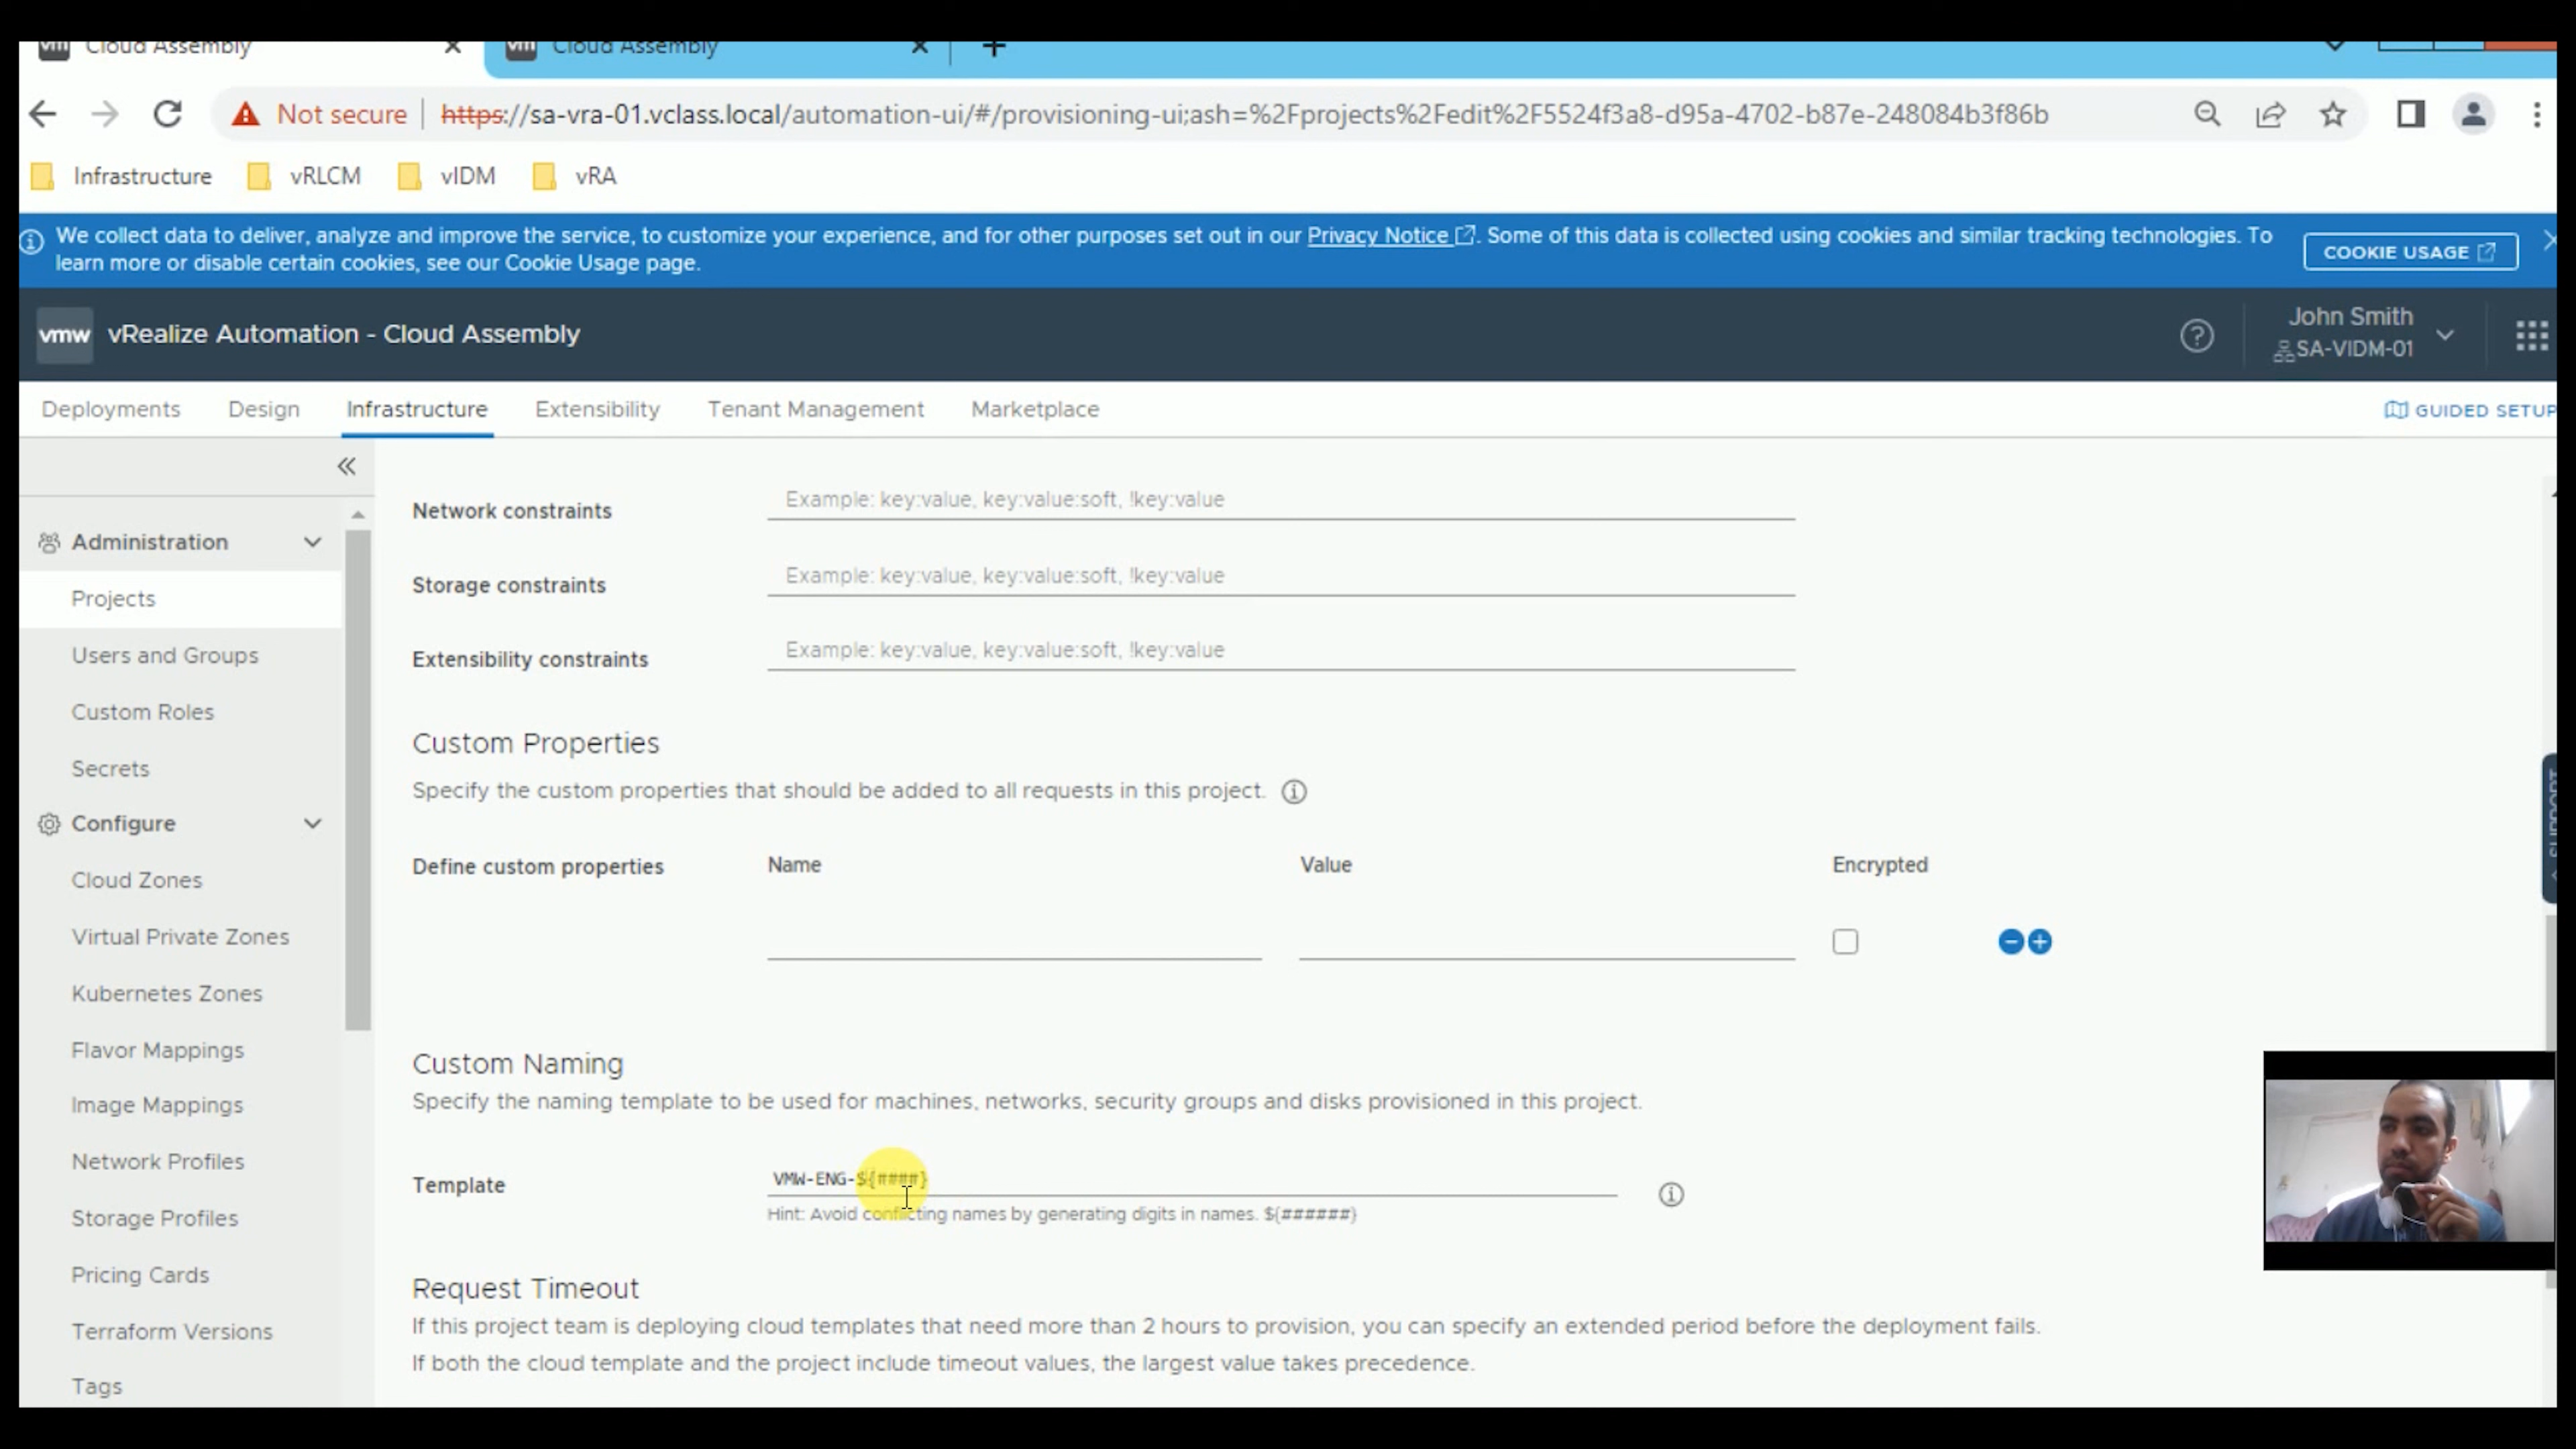 vm Cloud Assembly
vm Cloud Assembly
Not secure https://sa-vra-01.vclass.local/automation-ui/#/provisioning-ui;ash=%2Fprojects%2Fedit%2F5524f3a8-d95a-4702-b87e-248084b3f86b
Infrastructure vRLCM vIDM vRA
We collect data to deliver, analyze and improve the service, to customize your experience, and for other purposes set out in our Privacy Notice. Some of this data is collected using cookies and similar tracking technologies. To
learn more or disable certain cookies, see our Cookie Usage page.
COOKIE USAGE
vmw vRealize Automation - Cloud Assembly
John Smith
SA-VIDM-01
Deployments Design Infrastructure Extensibility Tenant Management Marketplace
GUIDED SETUP
Administration
Projects
Users and Groups
Custom Roles
Secrets
Configure
Cloud Zones
Virtual Private Zones
Kubernetes Zones
Flavor Mappings
Image Mappings
Network Profiles
Storage Profiles
Pricing Cards
Terraform Versions
Tags
Network constraints Example: key:value, key:value:soft, !key:value
Storage constraints Example: key:value, key:value:soft, !key:value
Extensibility constraints Example: key:value, key:value:soft, !key:value
Custom Properties
Specify the custom properties that should be added to all requests in this project.
Define custom properties Name Value Encrypted
Custom Naming
Specify the naming template to be used for machines, networks, security groups and disks provisioned in this project.
Template VMW-ENG-${####}
Hint: Avoid conflicting names by generating digits in names. ${######}
Request Timeout
If this project team is deploying cloud templates that need more than 2 hours to provision, you can specify an extended period before the deployment fails.
If both the cloud template and the project include timeout values, the largest value takes precedence.
SUPPORT